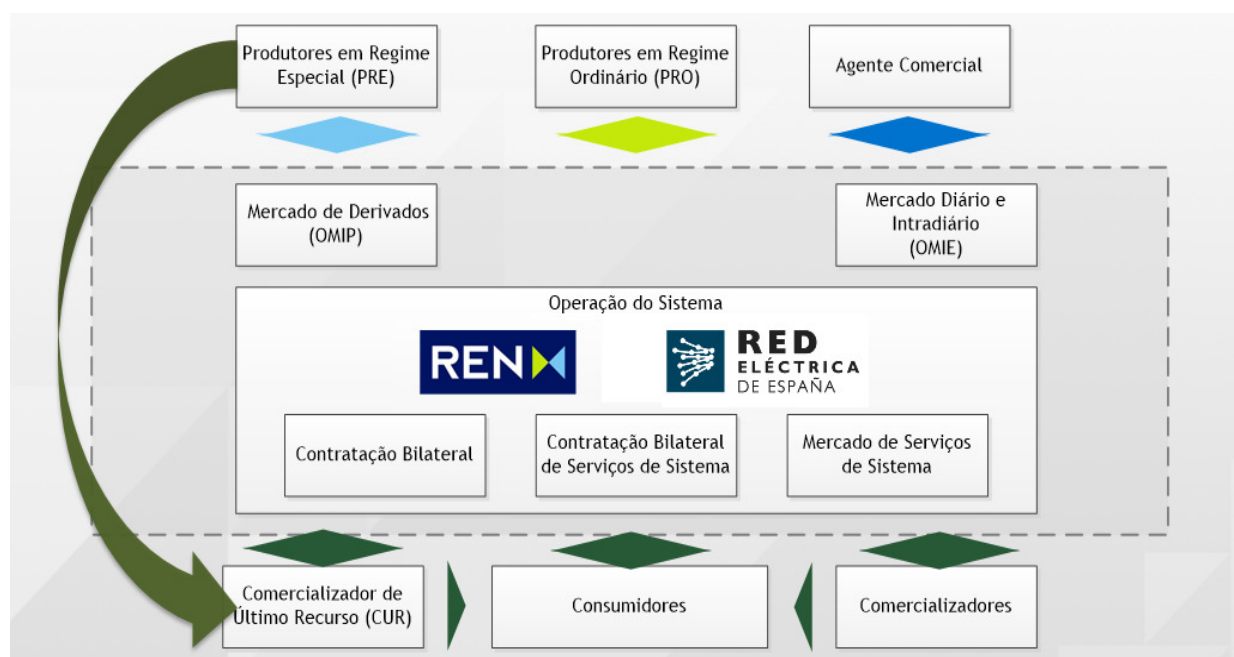 Produtores em Regime
Especial (PRE)
Produtores em Regime
Ordinário (PRO)
Agente Comercial
Mercado de Derivados
(OMIP)
Mercado Diário e
Intradiário
(OMIE)
Operação do Sistema
REN
RED
ELÉCTRICA
DE ESPAÑA
Contratação Bilateral
Contratação Bilateral
de Serviços de Sistema
Mercado de Serviços
de Sistema
Comercializador de
Último Recurso (CUR)
Consumidores
Comercializadores